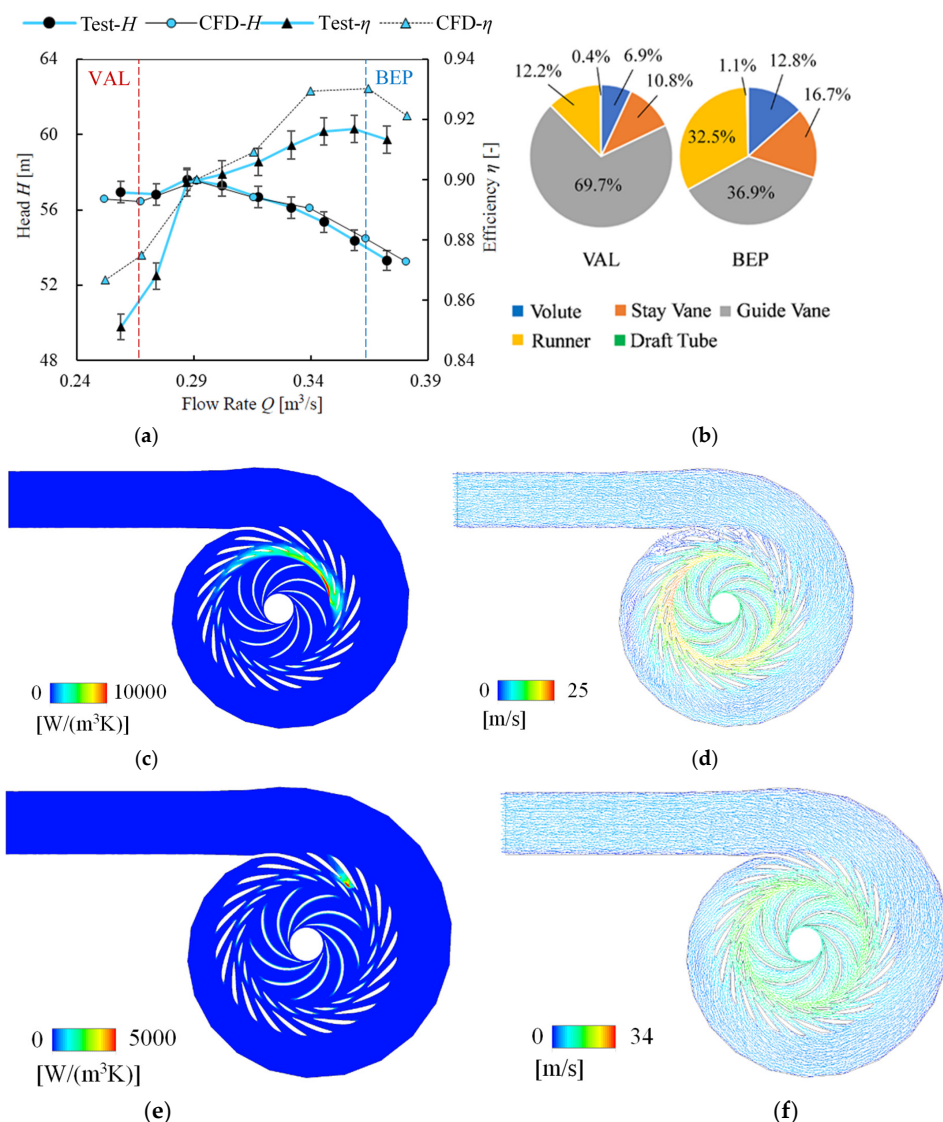 Test-H CFD-H Test-η CFD-η
64 0.94
VAL BEP
60 0.92
56 0.90
52 0.88
48 0.86
0.84
Head H [m]
Efficiency η [-]
0.24 0.29 0.34 0.39
Flow Rate Q [m³/s]
(a)
12.2% 0.4% 6.9%
10.8%
69.7%
VAL
1.1% 12.8%
16.7%
32.5%
36.9%
BEP
Volute Stay Vane Guide Vane
Runner Draft Tube
(b)
0 10000
[W/(m³K)]
(c)
0 25
[m/s]
(d)
0 5000
[W/(m³K)]
(e)
0 34
[m/s]
(f)